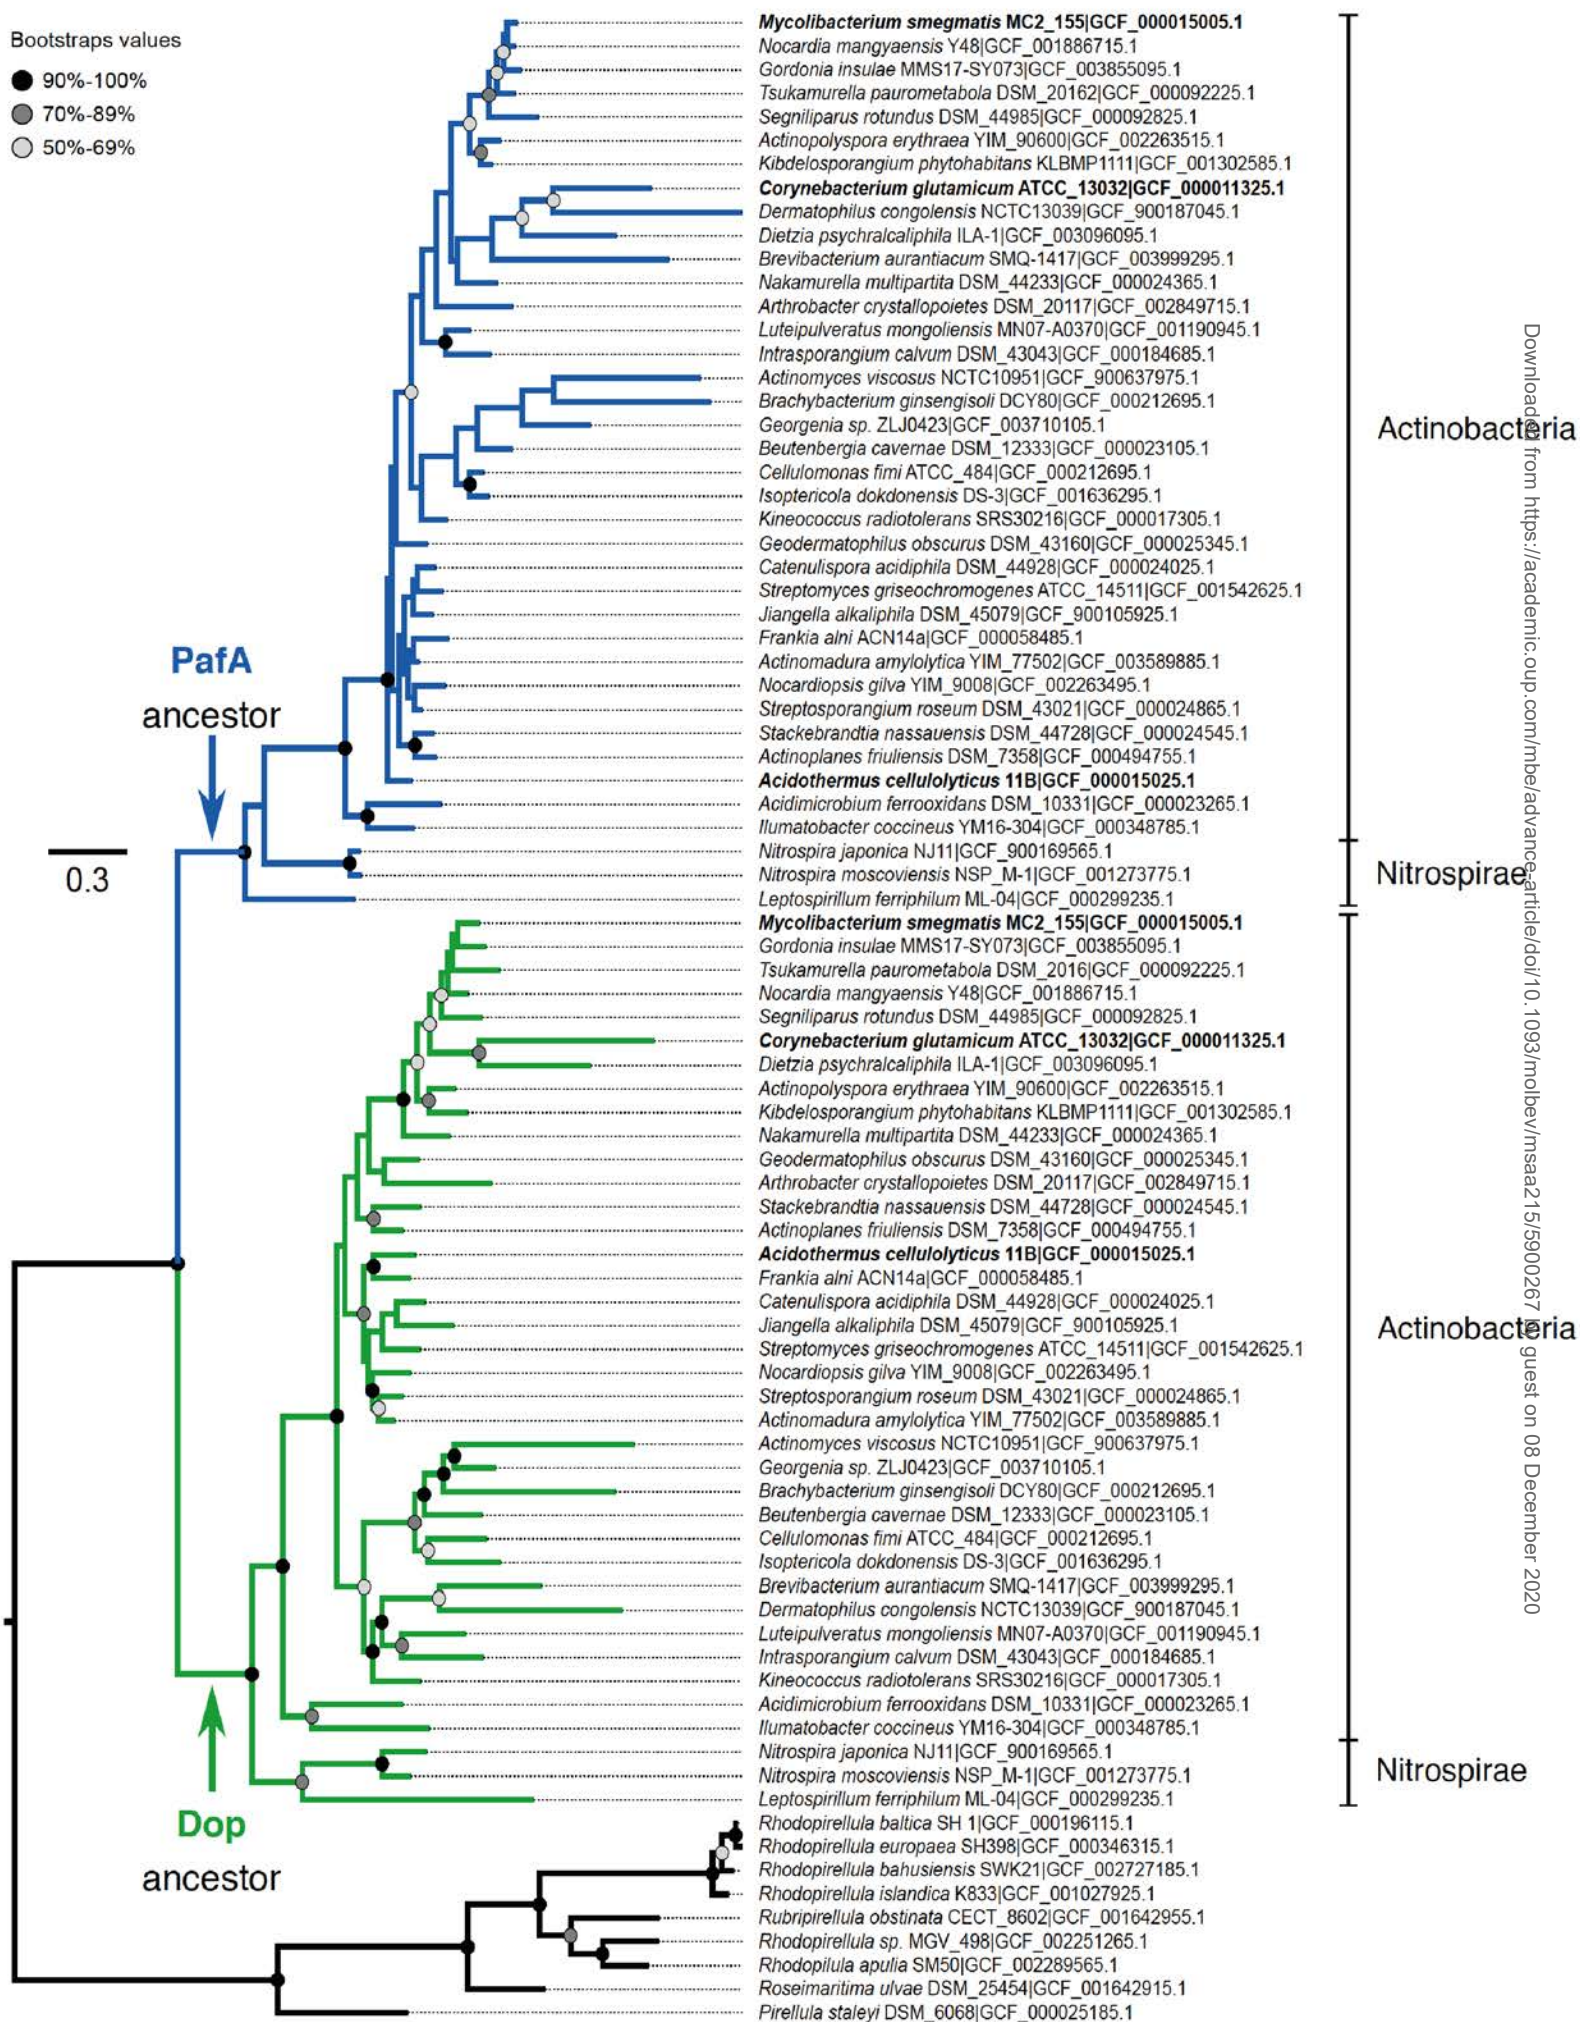 Bootstraps values
90%-100%
70%-89%
50%-69%
Mycolibacterium smegmatis MC2_155|GCF_000015005.1
Nocardia mangyaensis Y48|GCF_001886715.1
Gordonia insulae MMS17-SY073|GCF_003855095.1
Tsukamurella paurometabola DSM_20162|GCF_000092225.1
Segniliparus rotundus DSM_44985|GCF_000092825.1
Actinopolyspora erythraea YIM_90600|GCF_002263515.1
Kibdelosporangium phytohabitans KLBMP1111|GCF_001302585.1
Corynebacterium glutamicum ATCC_13032|GCF_000011325.1
Dermatophilus congolensis NCTC13039|GCF_900187045.1
Dietzia psychralcaliphila ILA-1|GCF_003096095.1
Brevibacterium aurantiacum SMQ-1417|GCF_003999295.1
Nakamurella multipartita DSM_44233|GCF_000024365.1
Arthrobacter crystallopoietes DSM_20117|GCF_002849715.1
Luteipulveratus mongoliensis MN07-A0370|GCF_001190945.1
Intrasporangium calvum DSM_43043|GCF_000184685.1
Actinomyces viscosus NCTC10951|GCF_900637975.1
Brachybacterium ginsengisoli DCY80|GCF_000212695.1
Georgenia sp. ZLJ0423|GCF_003710105.1
Beutenbergia cavernae DSM_12333|GCF_000023105.1
Cellulomonas fimi ATCC_484|GCF_000212695.1
Isoptericola dokdonensis DS-3|GCF_001636295.1
Kineococcus radiotolerans SRS30216|GCF_000017305.1
Geodermatophilus obscurus DSM_43160|GCF_000025345.1
Catenulispora acidiphila DSM_44928|GCF_000024025.1
Streptomyces griseochromogenes ATCC_14511|GCF_001542625.1
Jiangella alkaliphila DSM_45079|GCF_900105925.1
Frankia alni ACN14a|GCF_000058485.1
Actinomadura amylolytica YIM_77502|GCF_003589885.1
Nocardiopsis gilva YIM_9008|GCF_002263495.1
Streptosporangium roseum DSM_43021|GCF_000024865.1
Stackebrandtia nassauensis DSM_44728|GCF_000024545.1
Actinoplanes friuliensis DSM_7358|GCF_000494755.1
Acidothermus cellulolyticus 11B|GCF_000015025.1
Acidimicrobium ferrooxidans DSM_10331|GCF_000023265.1
Ilumatobacter coccineus YM16-304|GCF_000348785.1
Nitrospira japonica NJ11|GCF_900169565.1
Nitrospira moscoviensis NSP_M-1|GCF_001273775.1
Leptospirillum ferriphilum ML-04|GCF_000299235.1
Actinobacteria
Nitrospirae
PafA
ancestor
0.3
Mycolibacterium smegmatis MC2_155|GCF_000015005.1
Gordonia insulae MMS17-SY073|GCF_003855095.1
Tsukamurella paurometabola DSM_2016|GCF_000092225.1
Nocardia mangyaensis Y48|GCF_001886715.1
Segniliparus rotundus DSM_44985|GCF_000092825.1
Corynebacterium glutamicum ATCC_13032|GCF_000011325.1
Dietzia psychralcaliphila ILA-1|GCF_003096095.1
Actinopolyspora erythraea YIM_90600|GCF_002263515.1
Kibdelosporangium phytohabitans KLBMP1111|GCF_001302585.1
Nakamurella multipartita DSM_44233|GCF_000024365.1
Geodermatophilus obscurus DSM_43160|GCF_000025345.1
Arthrobacter crystallopoietes DSM_20117|GCF_002849715.1
Stackebrandtia nassauensis DSM_44728|GCF_000024545.1
Actinoplanes friuliensis DSM_7358|GCF_000494755.1
Acidothermus cellulolyticus 11B|GCF_000015025.1
Frankia alni ACN14a|GCF_000058485.1
Catenulispora acidiphila DSM_44928|GCF_000024025.1
Jiangella alkaliphila DSM_45079|GCF_900105925.1
Streptomyces griseochromogenes ATCC_14511|GCF_001542625.1
Nocardiopsis gilva YIM_9008|GCF_002263495.1
Streptosporangium roseum DSM_43021|GCF_000024865.1
Actinomadura amylolytica YIM_77502|GCF_003589885.1
Actinomyces viscosus NCTC10951|GCF_900637975.1
Georgenia sp. ZLJ0423|GCF_003710105.1
Brachybacterium ginsengisoli DCY80|GCF_000212695.1
Beutenbergia cavernae DSM_12333|GCF_000023105.1
Cellulomonas fimi ATCC_484|GCF_000212695.1
Isoptericola dokdonensis DS-3|GCF_001636295.1
Brevibacterium aurantiacum SMQ-1417|GCF_003999295.1
Dermatophilus congolensis NCTC13039|GCF_900187045.1
Luteipulveratus mongoliensis MN07-A0370|GCF_001190945.1
Intrasporangium calvum DSM_43043|GCF_000184685.1
Kineococcus radiotolerans SRS30216|GCF_000017305.1
Acidimicrobium ferrooxidans DSM_10331|GCF_000023265.1
Ilumatobacter coccineus YM16-304|GCF_000348785.1
Nitrospira japonica NJ11|GCF_900169565.1
Nitrospira moscoviensis NSP_M-1|GCF_001273775.1
Leptospirillum ferriphilum ML-04|GCF_000299235.1
Actinobacteria
Nitrospirae
Dop
ancestor
Rhodopirellula baltica SH 1|GCF_000196115.1
Rhodopirellula europaea SH398|GCF_000346315.1
Rhodopirellula bahusiensis SWK21|GCF_002727185.1
Rhodopirellula islandica K833|GCF_001027925.1
Rubripirellula obstinata CECT_8602|GCF_001642955.1
Rhodopirellula sp. MGV_498|GCF_002251265.1
Rhodopilula apulia SM50|GCF_002289565.1
Roseimaritima ulvae DSM_25454|GCF_001642915.1
Pirellula staleyi DSM_6068|GCF_000025185.1
Downloaded from https://academic.oup.com/mbe/advance-article/doi/10.1093/molbev/msaa215/5900267 by guest on 08 December 2020